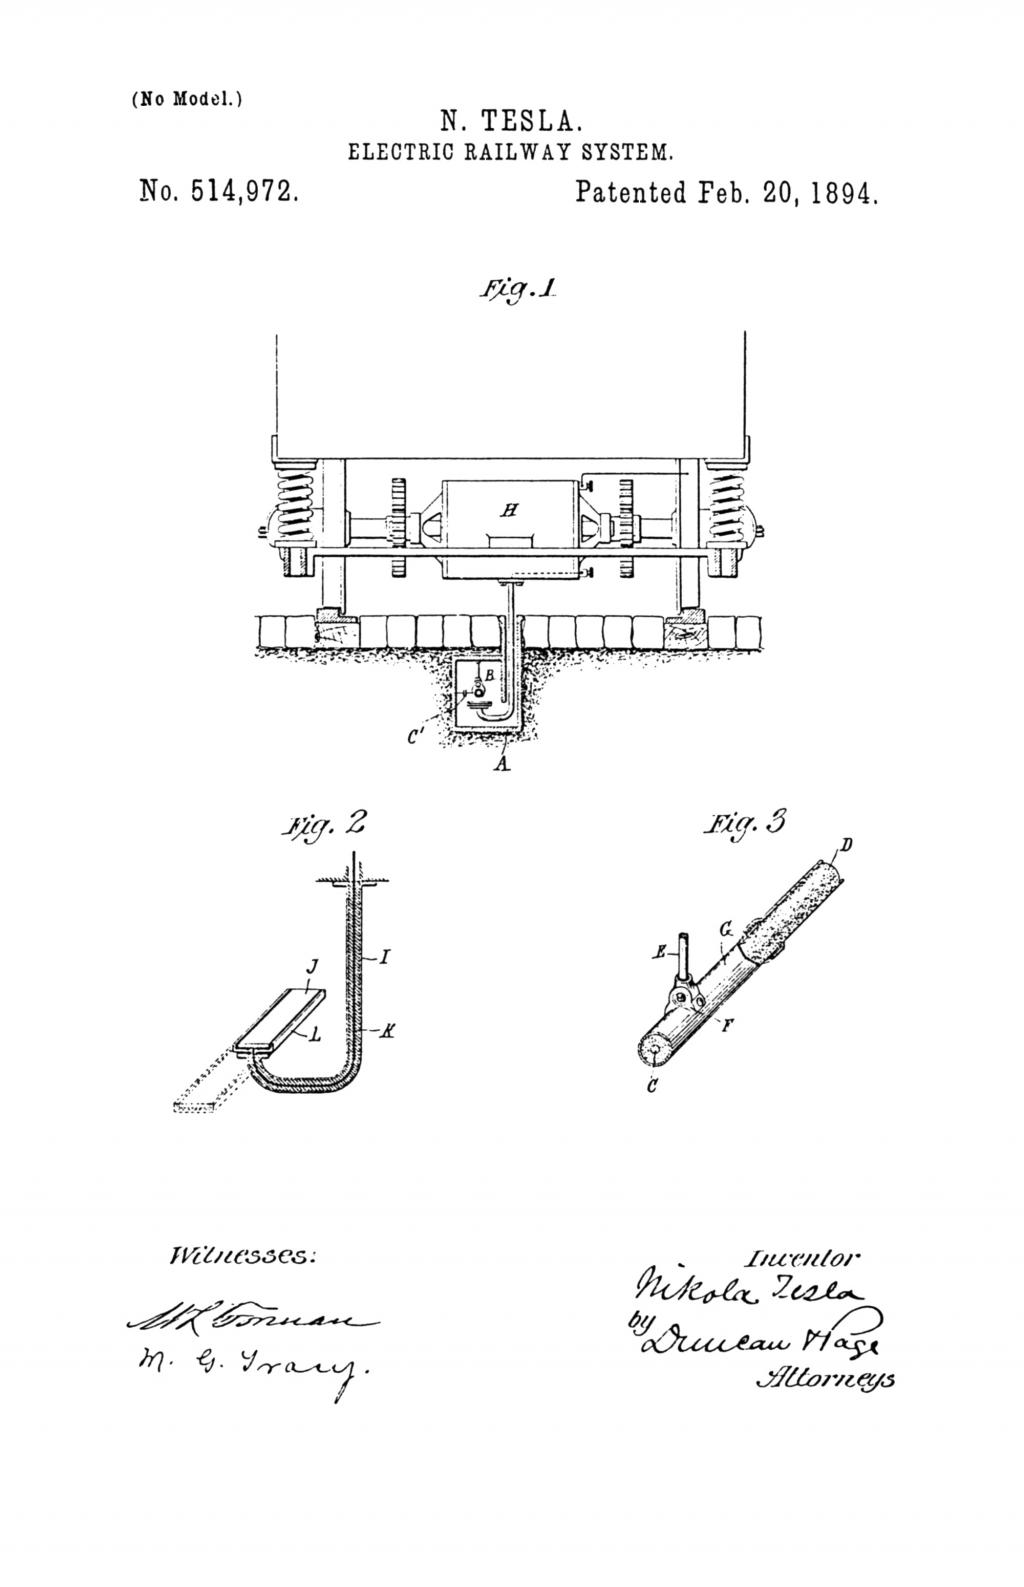 (No Model.)
N. TESLA.
ELECTRIC RAILWAY SYSTEM.
No. 514,972. Patented Feb. 20, 1894.
Fig. 1
H
B
C'
A
Fig. 2
Fig. 3
D
G
E
J
I
K
L
F
C
Witnesses:
Inventor
M. G. Tracy.
Nikola Tesla
by
Duncan & Page
Attorneys